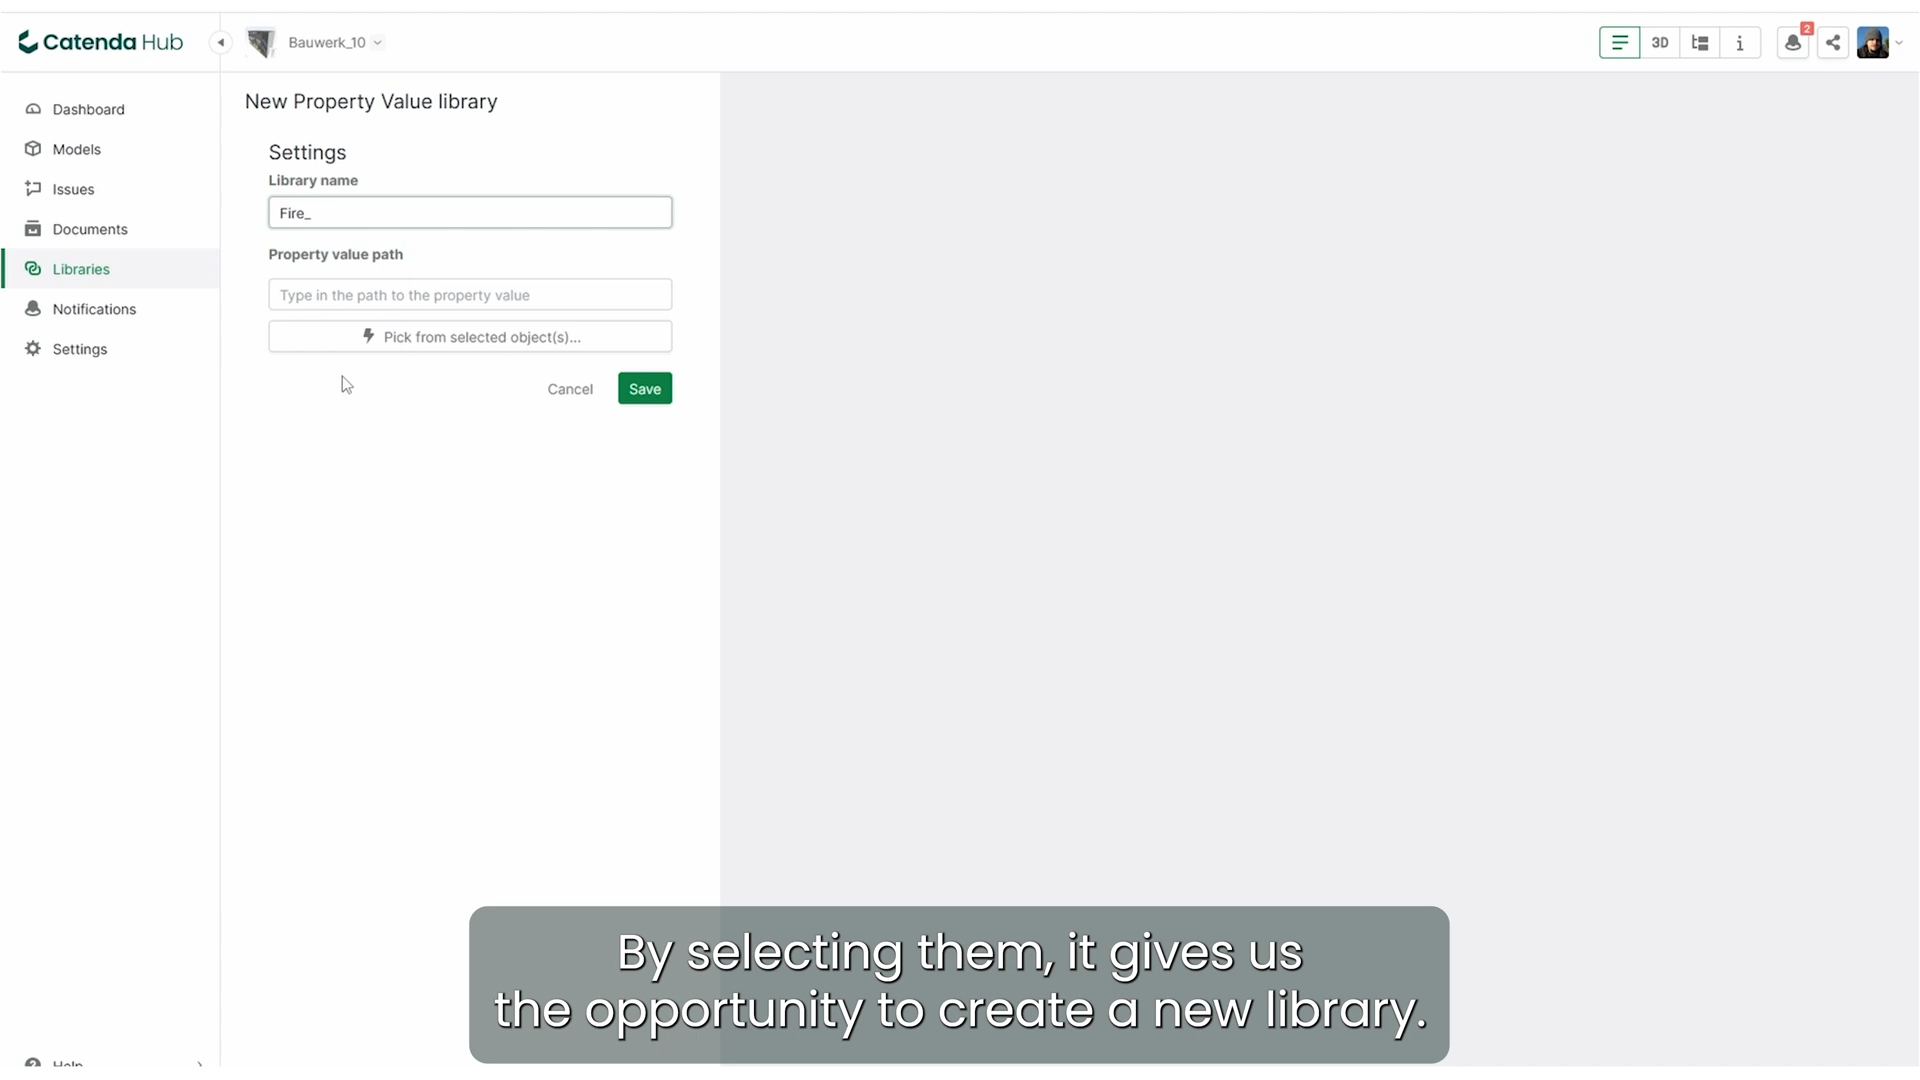 Catenda Hub
Bauwerk_10
3D
2
Dashboard
Models
Issues
Documents
Libraries
Notifications
Settings
Help
New Property Value library
Settings
Library name
Fire_
Property value path
Type in the path to the property value
Pick from selected object(s)...
Cancel
Save
By selecting them, it gives us
the opportunity to create a new library.